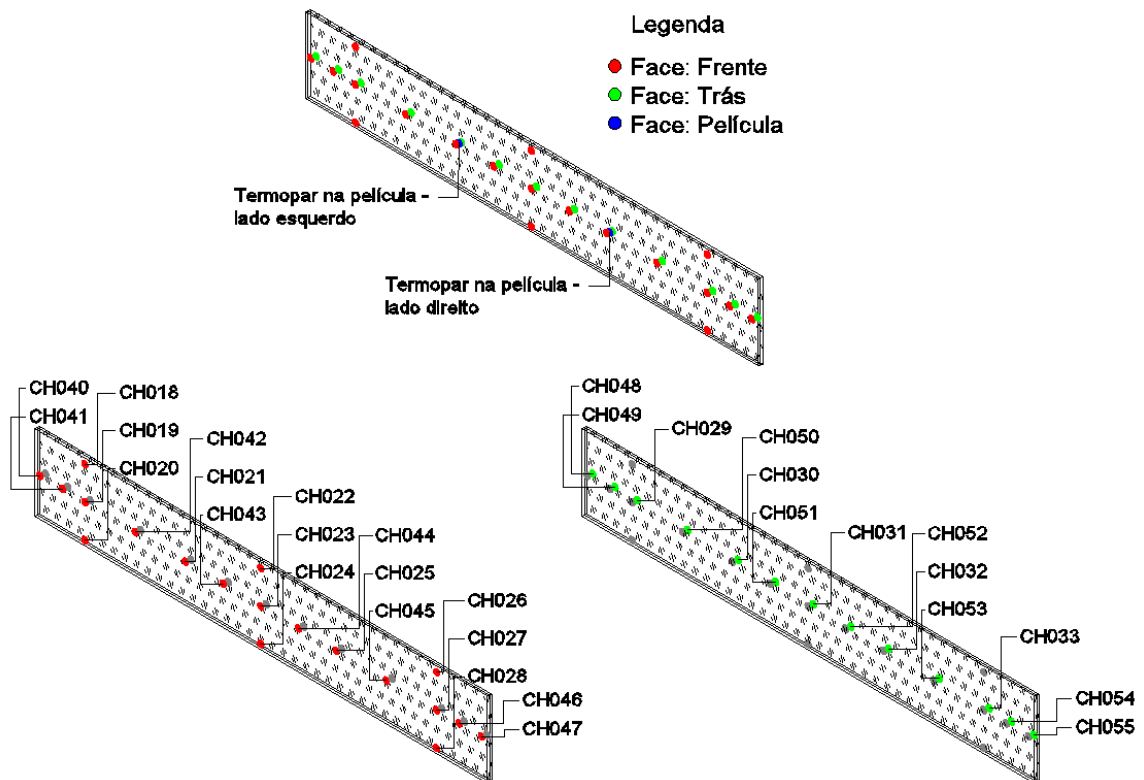 Legenda
Face: Frente
Face: Trás
Face: Película
Termopar na película -
lado esquerdo
Termopar na película -
lado direito
CH040
CH018
CH041
CH019
CH042
CH020
CH021
CH043
CH022
CH023
CH044
CH024
CH025
CH045
CH026
CH027
CH028
CH046
CH047
CH048
CH049
CH029
CH050
CH030
CH051
CH031
CH052
CH032
CH053
CH033
CH054
CH055